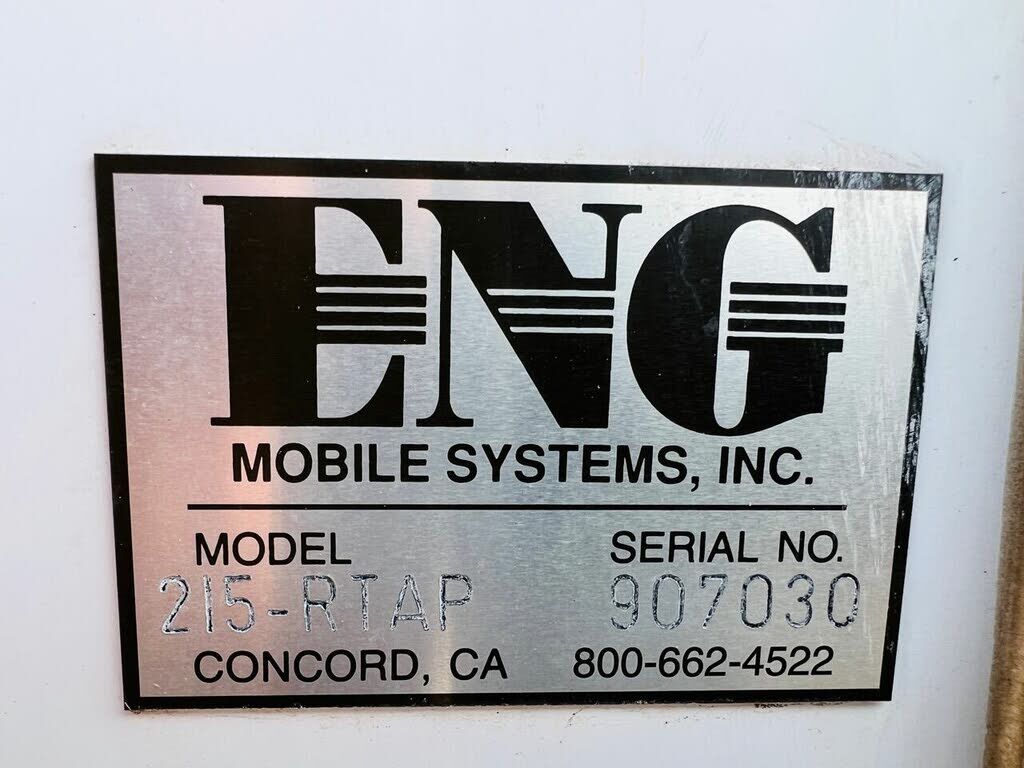 ENG
MOBILE SYSTEMS, INC.
MODEL SERIAL NO.
215-RTAP 907030
CONCORD, CA 800-662-4522